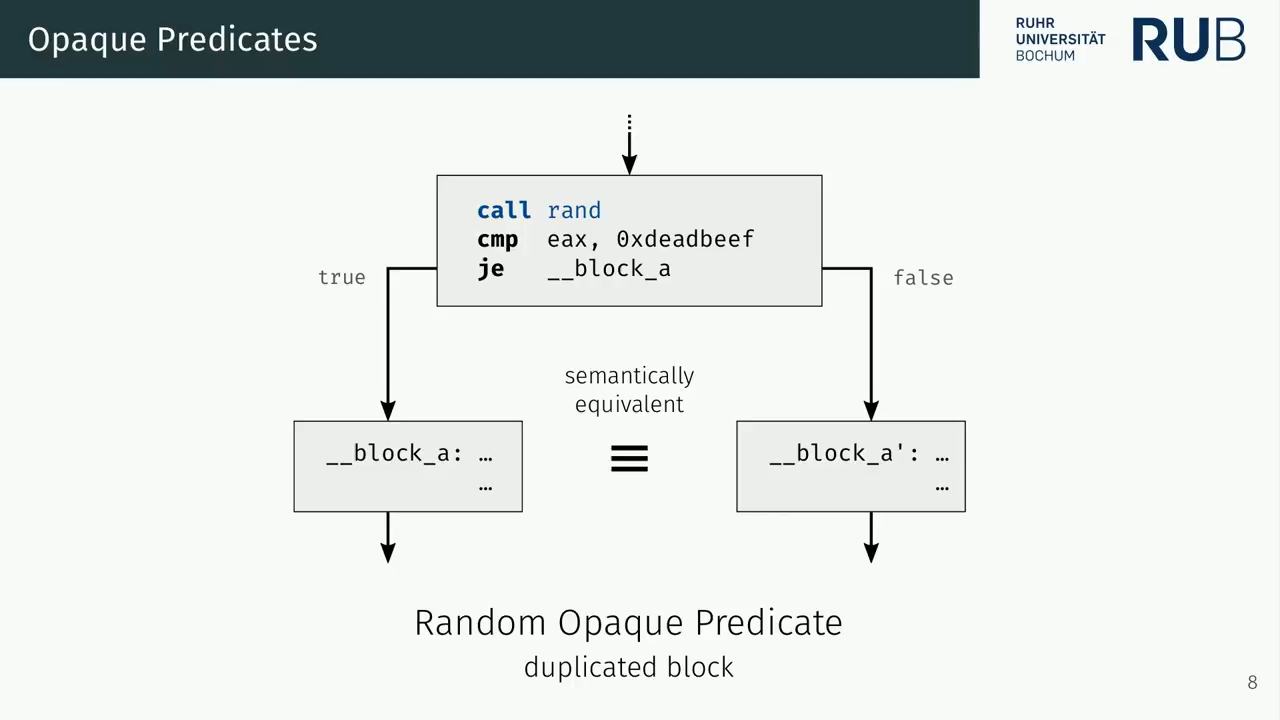 Opaque Predicates
RUHR
UNIVERSITÄT
BOCHUM
RUB
call rand
cmp eax, 0xdeadbeef
je __block_a
true
false
semantically
equivalent
≡
__block_a: …
…
__block_a': …
…
Random Opaque Predicate
duplicated block
8